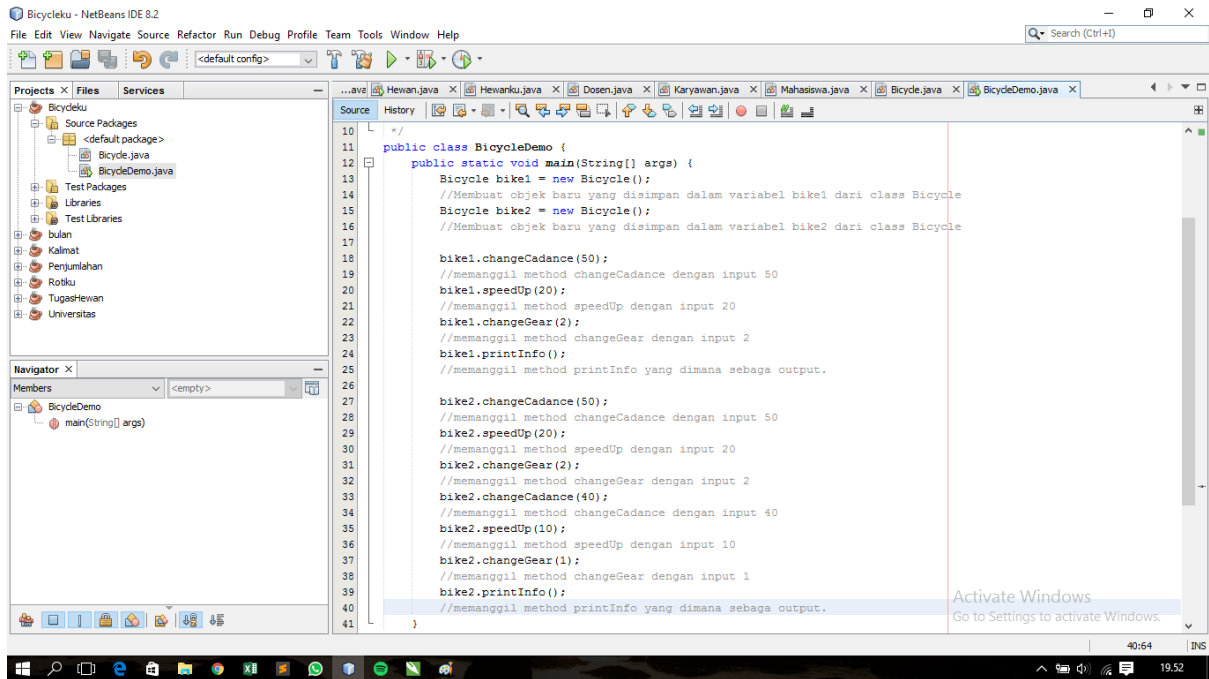 Bicycleku - NetBeans IDE 8.2
File Edit View Navigate Source Refactor Run Debug Profile Team Tools Window Help
Search (Ctrl+I)
<default config>
Projects Files Services
...ava Hewan.java Hewanku.java Dosen.java Karyawan.java Mahasiswa.java Bicycle.java BicycleDemo.java
Source History
Bicycleku
Source Packages
<default package>
Bicycle.java
BicycleDemo.java
Test Packages
Libraries
Test Libraries
bulan
Kalimat
Penjumlahan
Rotiku
TugasHewan
Universitas
Navigator
Members <empty>
BicycleDemo
main(String[] args)
10 */
11 public class BicycleDemo {
12 public static void main(String[] args) {
13 Bicycle bike1 = new Bicycle();
14 //Membuat objek baru yang disimpan dalam variabel bike1 dari class Bicycle
15 Bicycle bike2 = new Bicycle();
16 //Membuat objek baru yang disimpan dalam variabel bike2 dari class Bicycle
17
18 bike1.changeCadance(50);
19 //memanggil method changeCadance dengan input 50
20 bike1.speedUp(20);
21 //memanggil method speedUp dengan input 20
22 bike1.changeGear(2);
23 //memanggil method changeGear dengan input 2
24 bike1.printInfo();
25 //memanggil method printInfo yang dimana sebaga output.
26
27 bike2.changeCadance(50);
28 //memanggil method changeCadance dengan input 50
29 bike2.speedUp(20);
30 //memanggil method speedUp dengan input 20
31 bike2.changeGear(2);
32 //memanggil method changeGear dengan input 2
33 bike2.changeCadance(40);
34 //memanggil method changeCadance dengan input 40
35 bike2.speedUp(10);
36 //memanggil method speedUp dengan input 10
37 bike2.changeGear(1);
38 //memanggil method changeGear dengan input 1
39 bike2.printInfo();
40 //memanggil method printInfo yang dimana sebaga output.
41 }
Activate Windows
Go to Settings to activate Windows.
40:64 INS
19.52